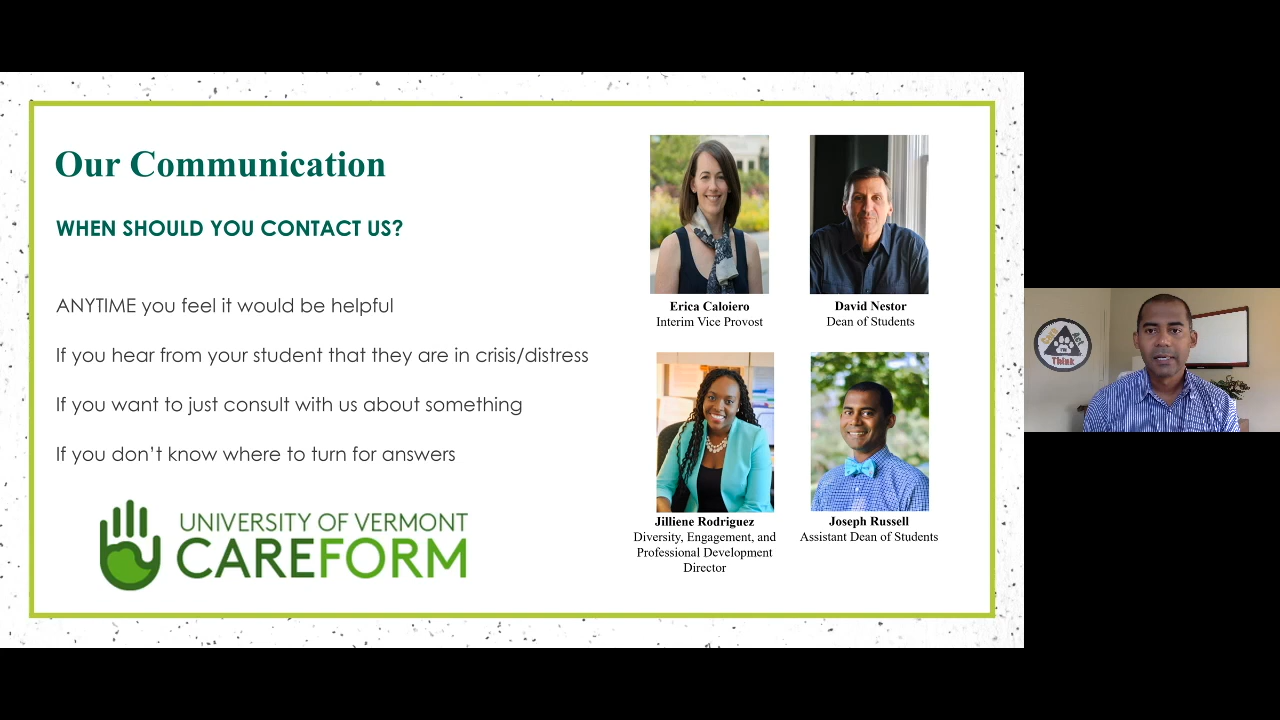 Our Communication
WHEN SHOULD YOU CONTACT US?
ANYTIME you feel it would be helpful
If you hear from your student that they are in crisis/distress
If you want to just consult with us about something
If you don’t know where to turn for answers
UNIVERSITY OF VERMONT
CAREFORM
Erica Caloiero
Interim Vice Provost
David Nestor
Dean of Students
Jilliene Rodriguez
Diversity, Engagement, and
Professional Development
Director
Joseph Russell
Assistant Dean of Students
Act
Think